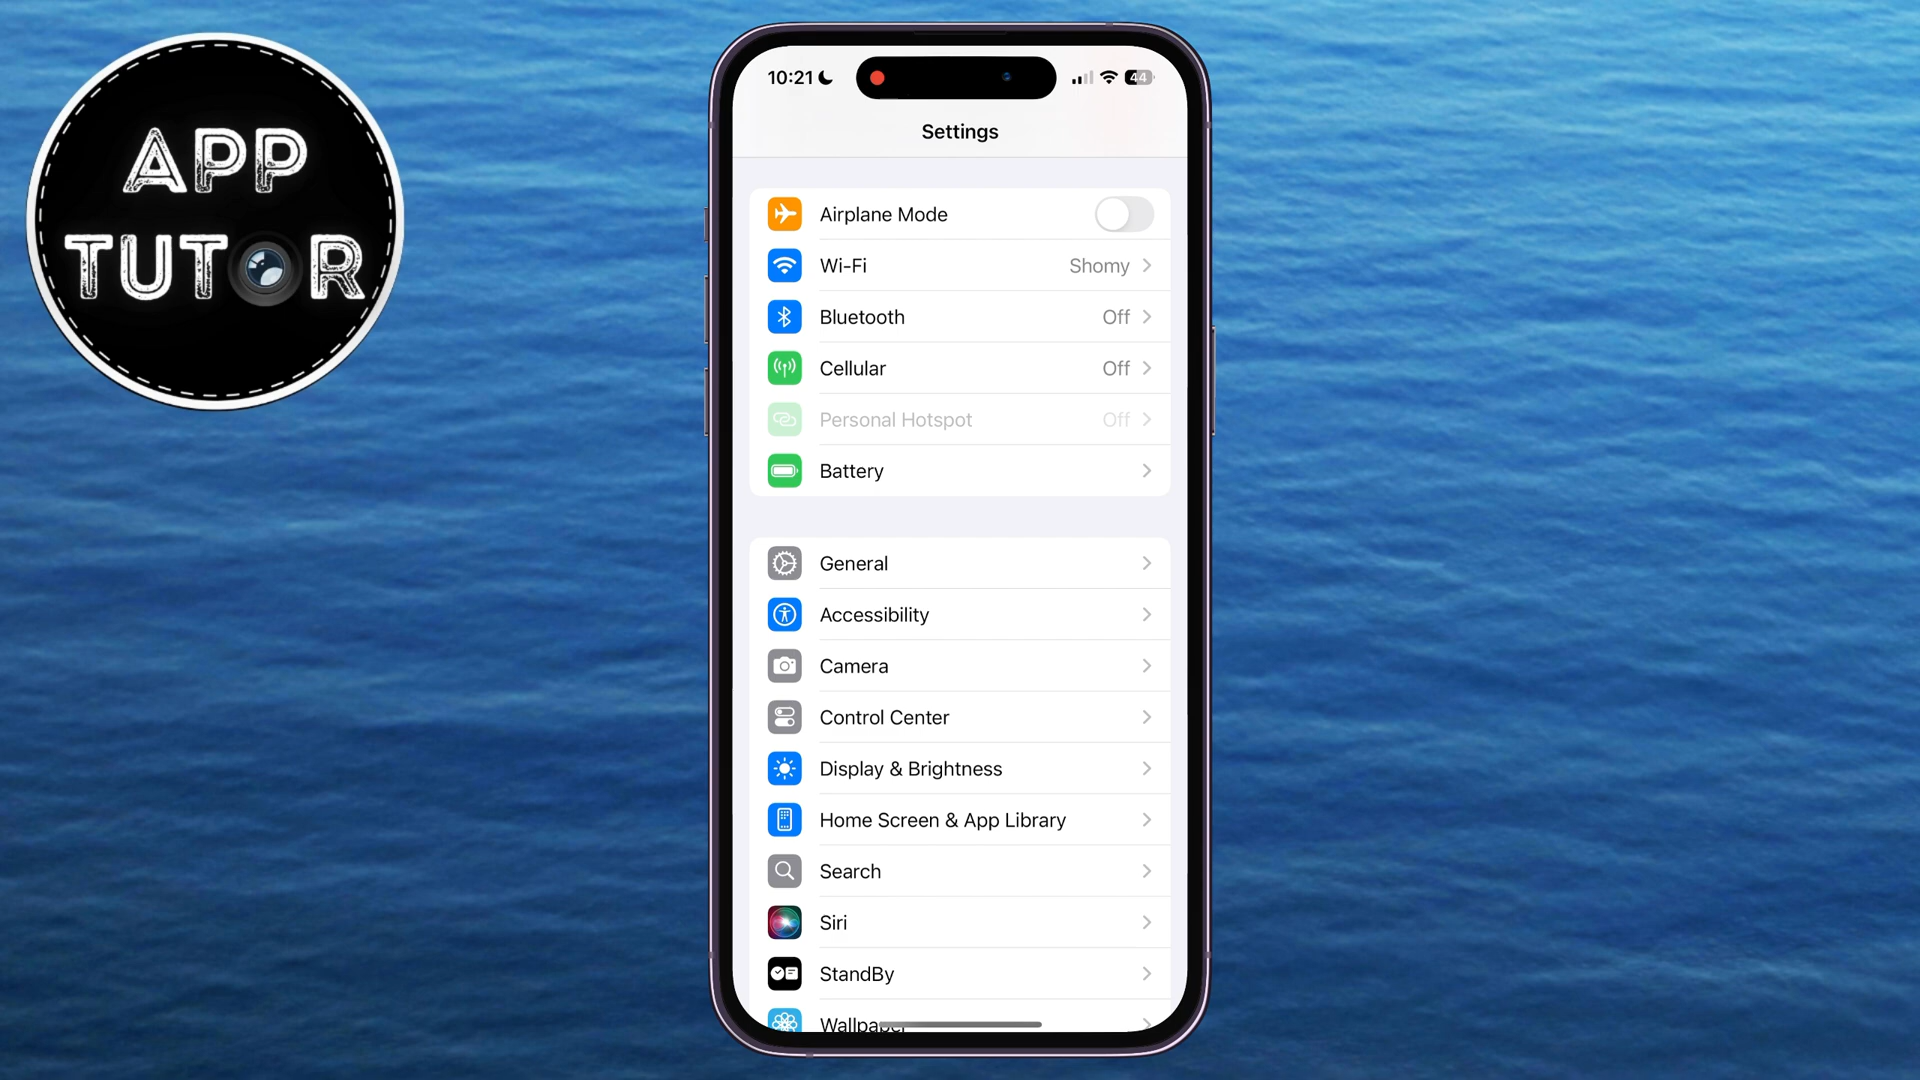 APP
TUTOR
10:21
44
Settings
Airplane Mode
Wi-Fi Shomy
Bluetooth Off
Cellular Off
Personal Hotspot Off
Battery
General
Accessibility
Camera
Control Center
Display & Brightness
Home Screen & App Library
Search
Siri
StandBy
Wallpaper